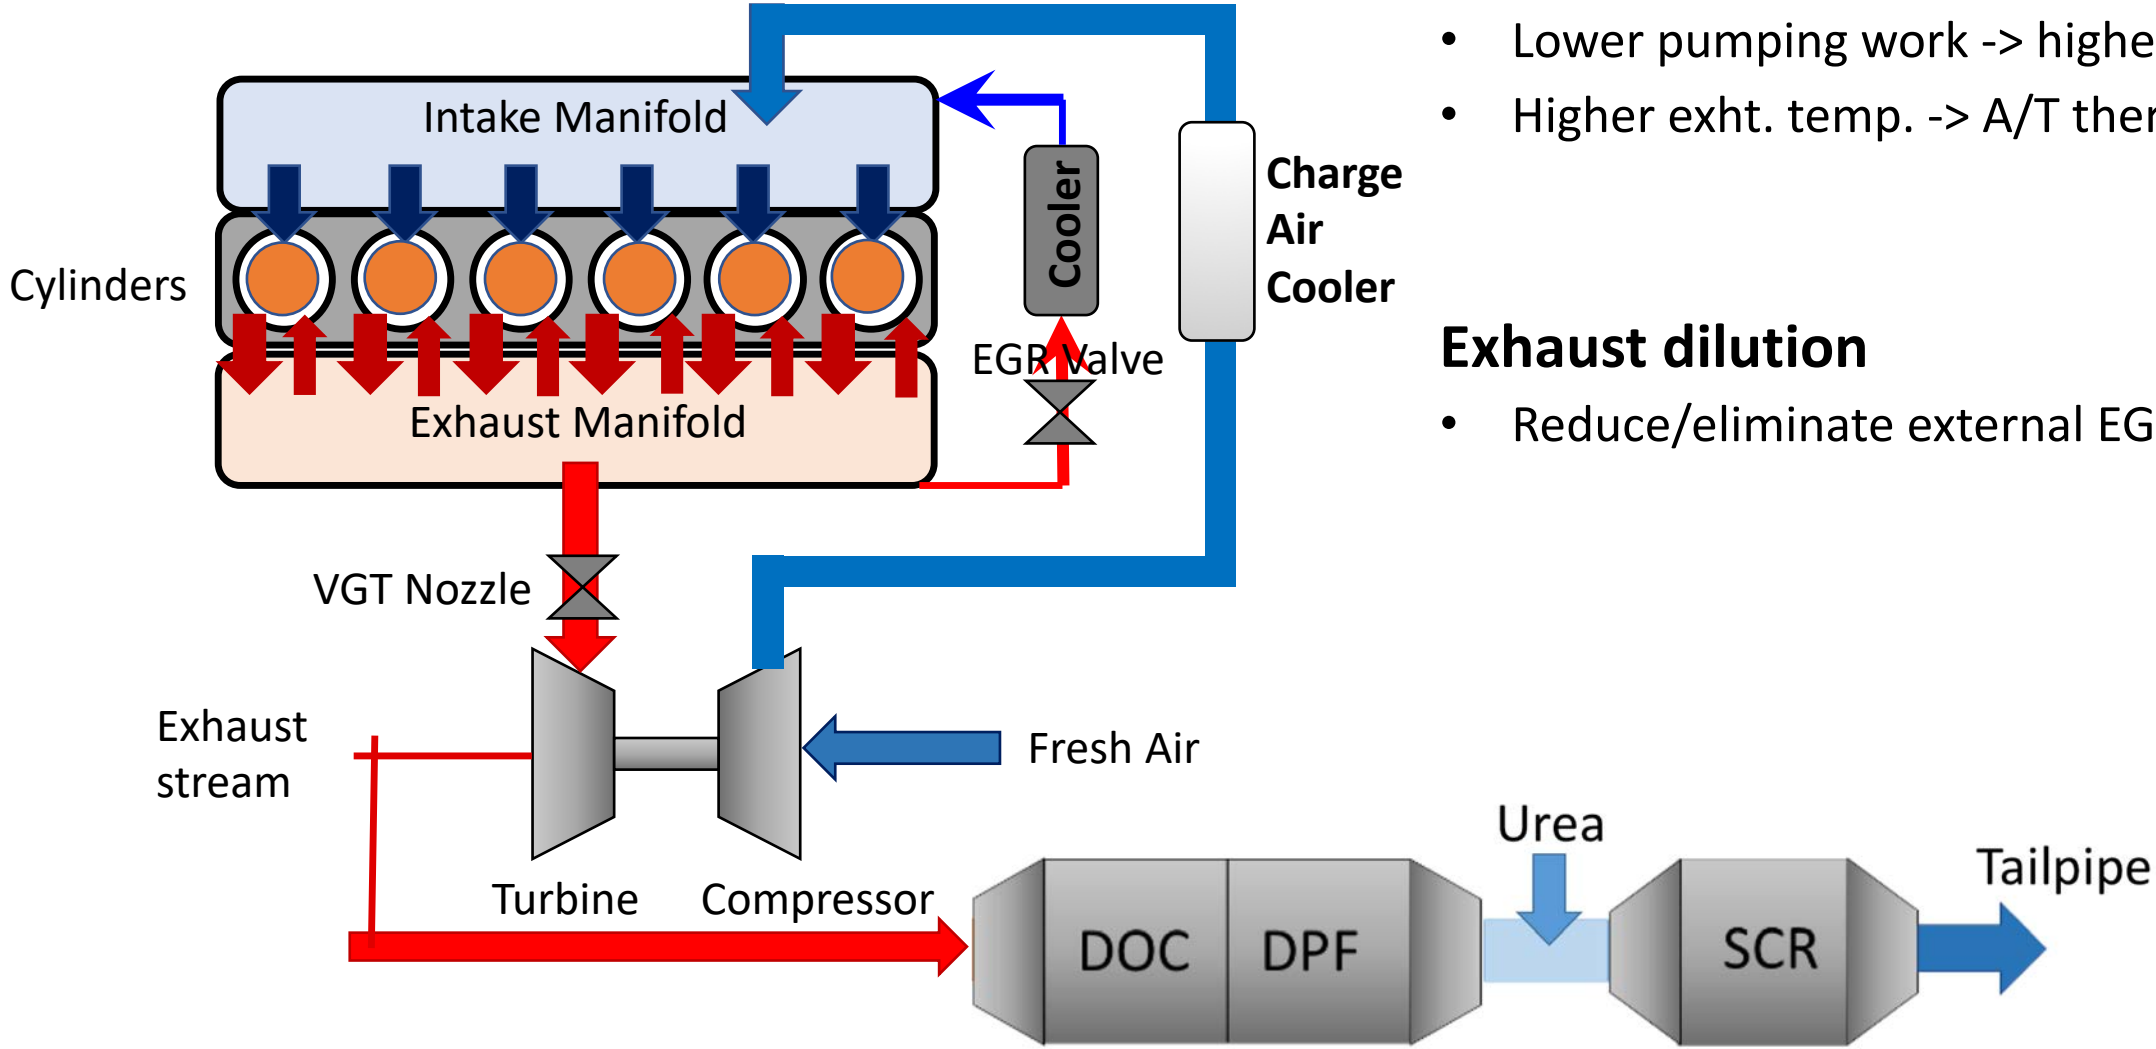 • Lower pumping work -> highe
• Higher exht. temp. -> A/T ther
Intake Manifold
Cooler
Charge
Air
Cooler
Cylinders
EGR Valve
Exhaust dilution
• Reduce/eliminate external EG
Exhaust Manifold
VGT Nozzle
Exhaust
stream
Fresh Air
Turbine
Compressor
Urea
Tailpipe
DOC
DPF
SCR